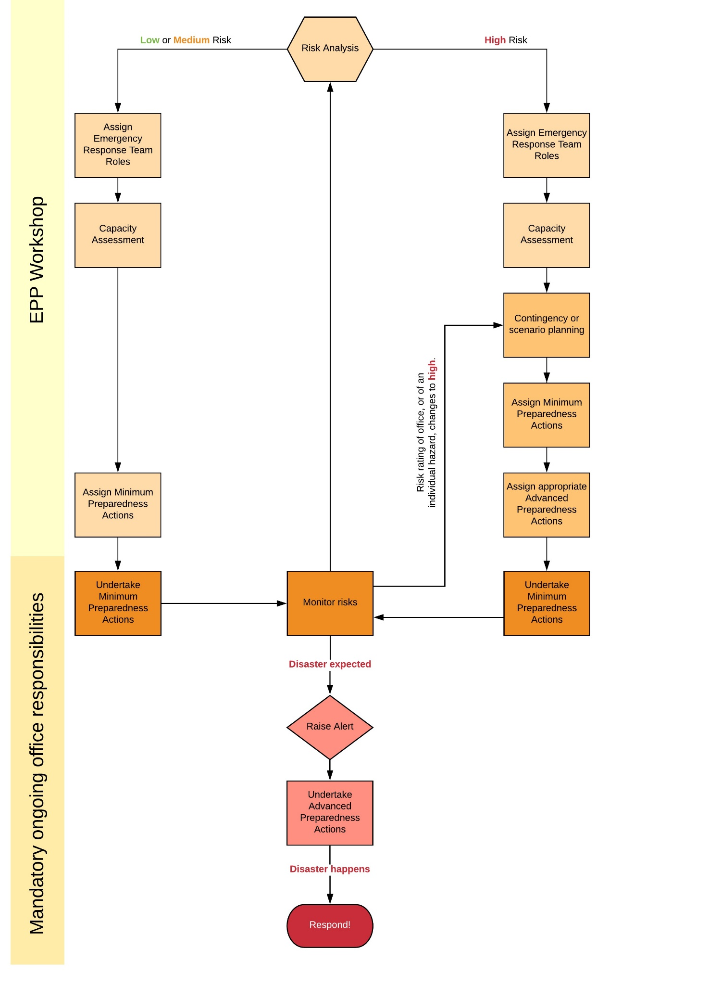 Low or Medium Risk
Risk Analysis
High Risk
Assign
Emergency
Response Team
Roles
Assign Emergency
Response Team
Roles
EPP Workshop
Capacity
Assessment
Capacity
Assessment
Contingency or
scenario planning
Risk rating of office, or of an
individual hazard, changes to high.
Assign Minimum
Preparedness
Actions
Assign Minimum
Preparedness
Actions
Assign appropriate
Advanced
Preparedness
Actions
Mandatory ongoing office responsibilities
Undertake
Minimum
Preparedness
Actions
Monitor risks
Undertake
Minimum
Preparedness
Actions
Disaster expected
Raise Alert
Undertake
Advanced
Preparedness
Actions
Disaster happens
Respond!